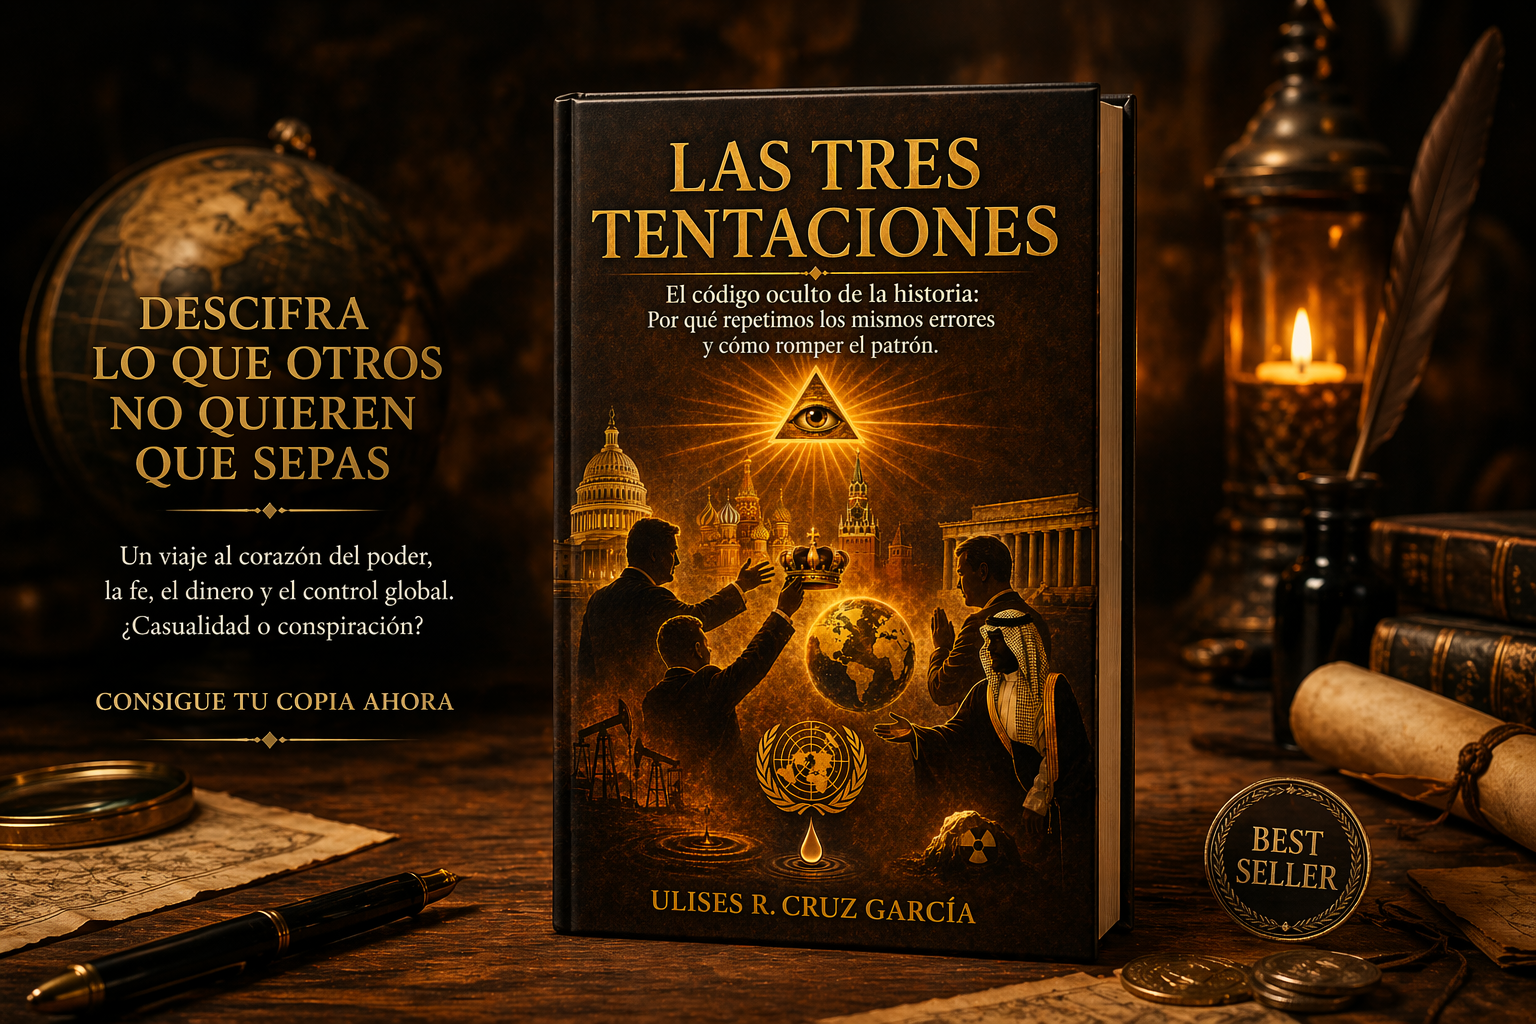 DESCIFRA
LO QUE OTROS
NO QUIEREN
QUE SEPAS
Un viaje al corazón del poder,
la fe, el dinero y el control global.
¿Casualidad o conspiración?
CONSIGUE TU COPIA AHORA
LAS TRES
TENTACIONES
El código oculto de la historia:
Por qué repetimos los mismos errores
y cómo romper el patrón.
ULISES R. CRUZ GARCÍA
BEST
SELLER